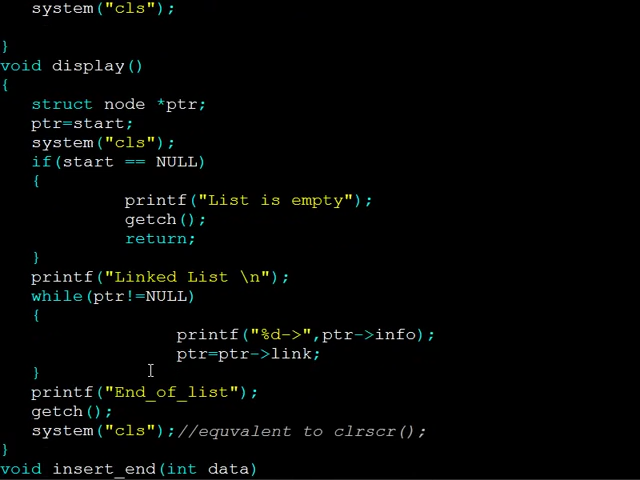 system("cls");
}
void display()
{
struct node *ptr;
ptr=start;
system("cls");
if(start == NULL)
{
printf("List is empty");
getch();
return;
}
printf("Linked List \n");
while(ptr!=NULL)
{
printf("%d->",ptr->info);
ptr=ptr->link;
}
printf("End_of_list");
getch();
system("cls");//equvalent to clrscr();
}
void insert_end(int data)